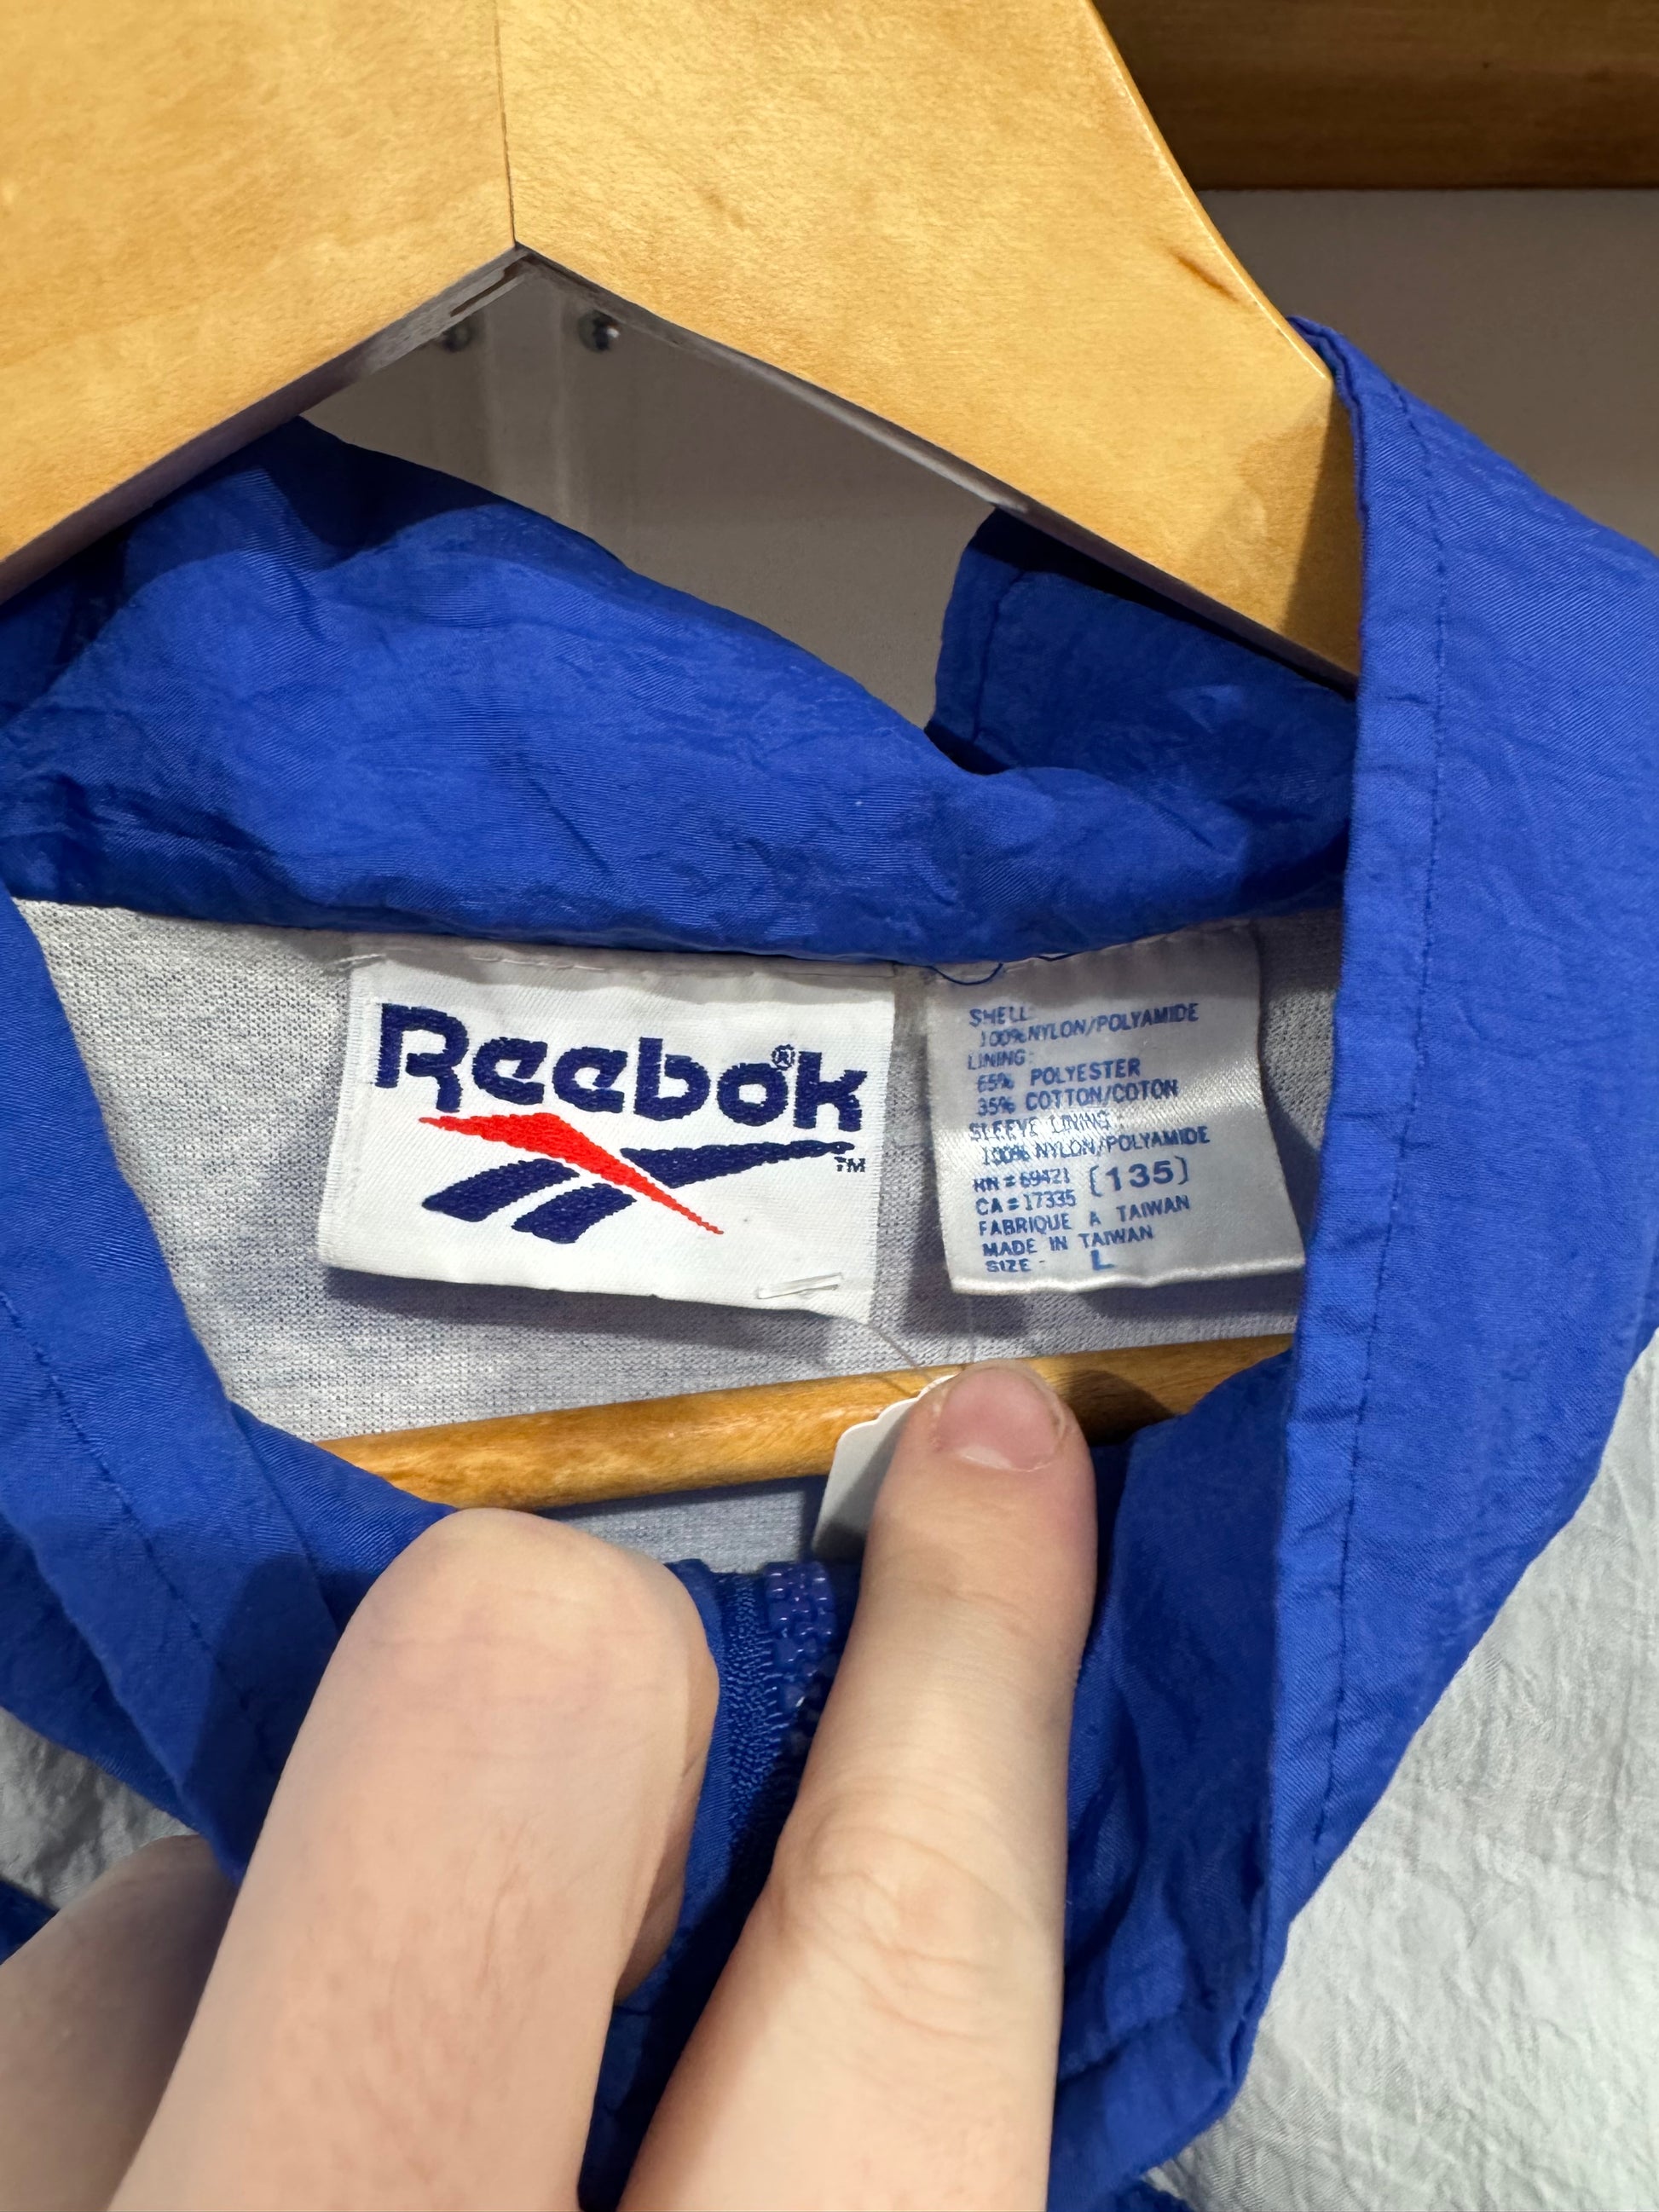 Reebok®
TM
SHELL:
100% NYLON/POLYAMIDE
LINING:
65% POLYESTER
35% COTTON/COTON
SLEEVE LINING:
100% NYLON/POLYAMIDE
RN#69421 [135]
CA#17335
FABRIQUE A TAIWAN
MADE IN TAIWAN
SIZE- L